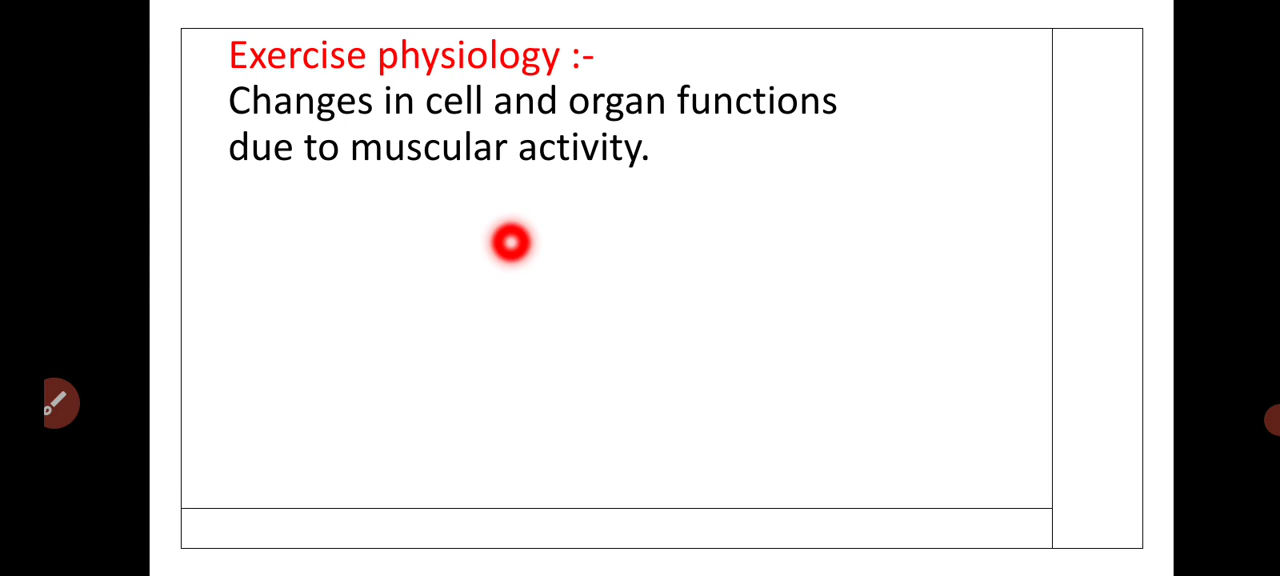 Exercise physiology :-
Changes in cell and organ functions
due to muscular activity.